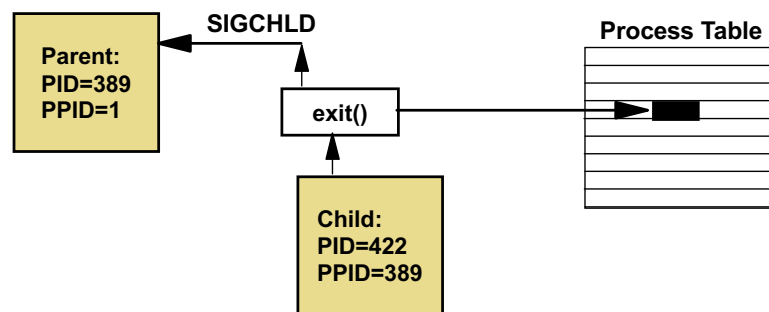 SIGCHLD
Process Table
Parent:
PID=389
PPID=1
exit()
Child:
PID=422
PPID=389